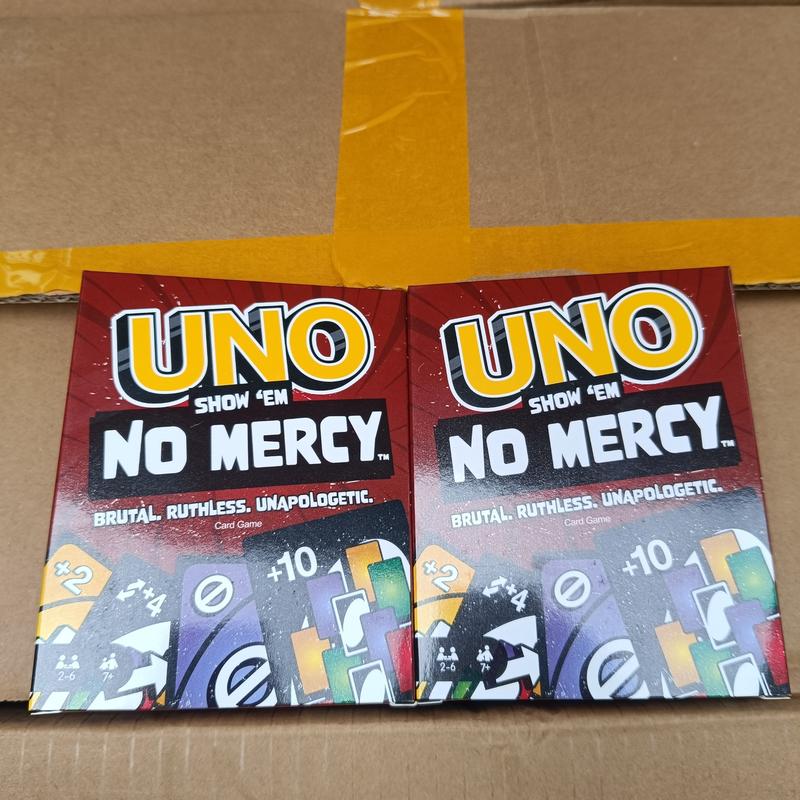 UNO
SHOW 'EM
NO MERCY™
BRUTAL. RUTHLESS. UNAPOLOGETIC.
Card Game
+2
+4
+10
2-6
7+
UNO
SHOW 'EM
NO MERCY™
BRUTAL. RUTHLESS. UNAPOLOGETIC.
Card Game
+2
+4
+10
2-6
7+